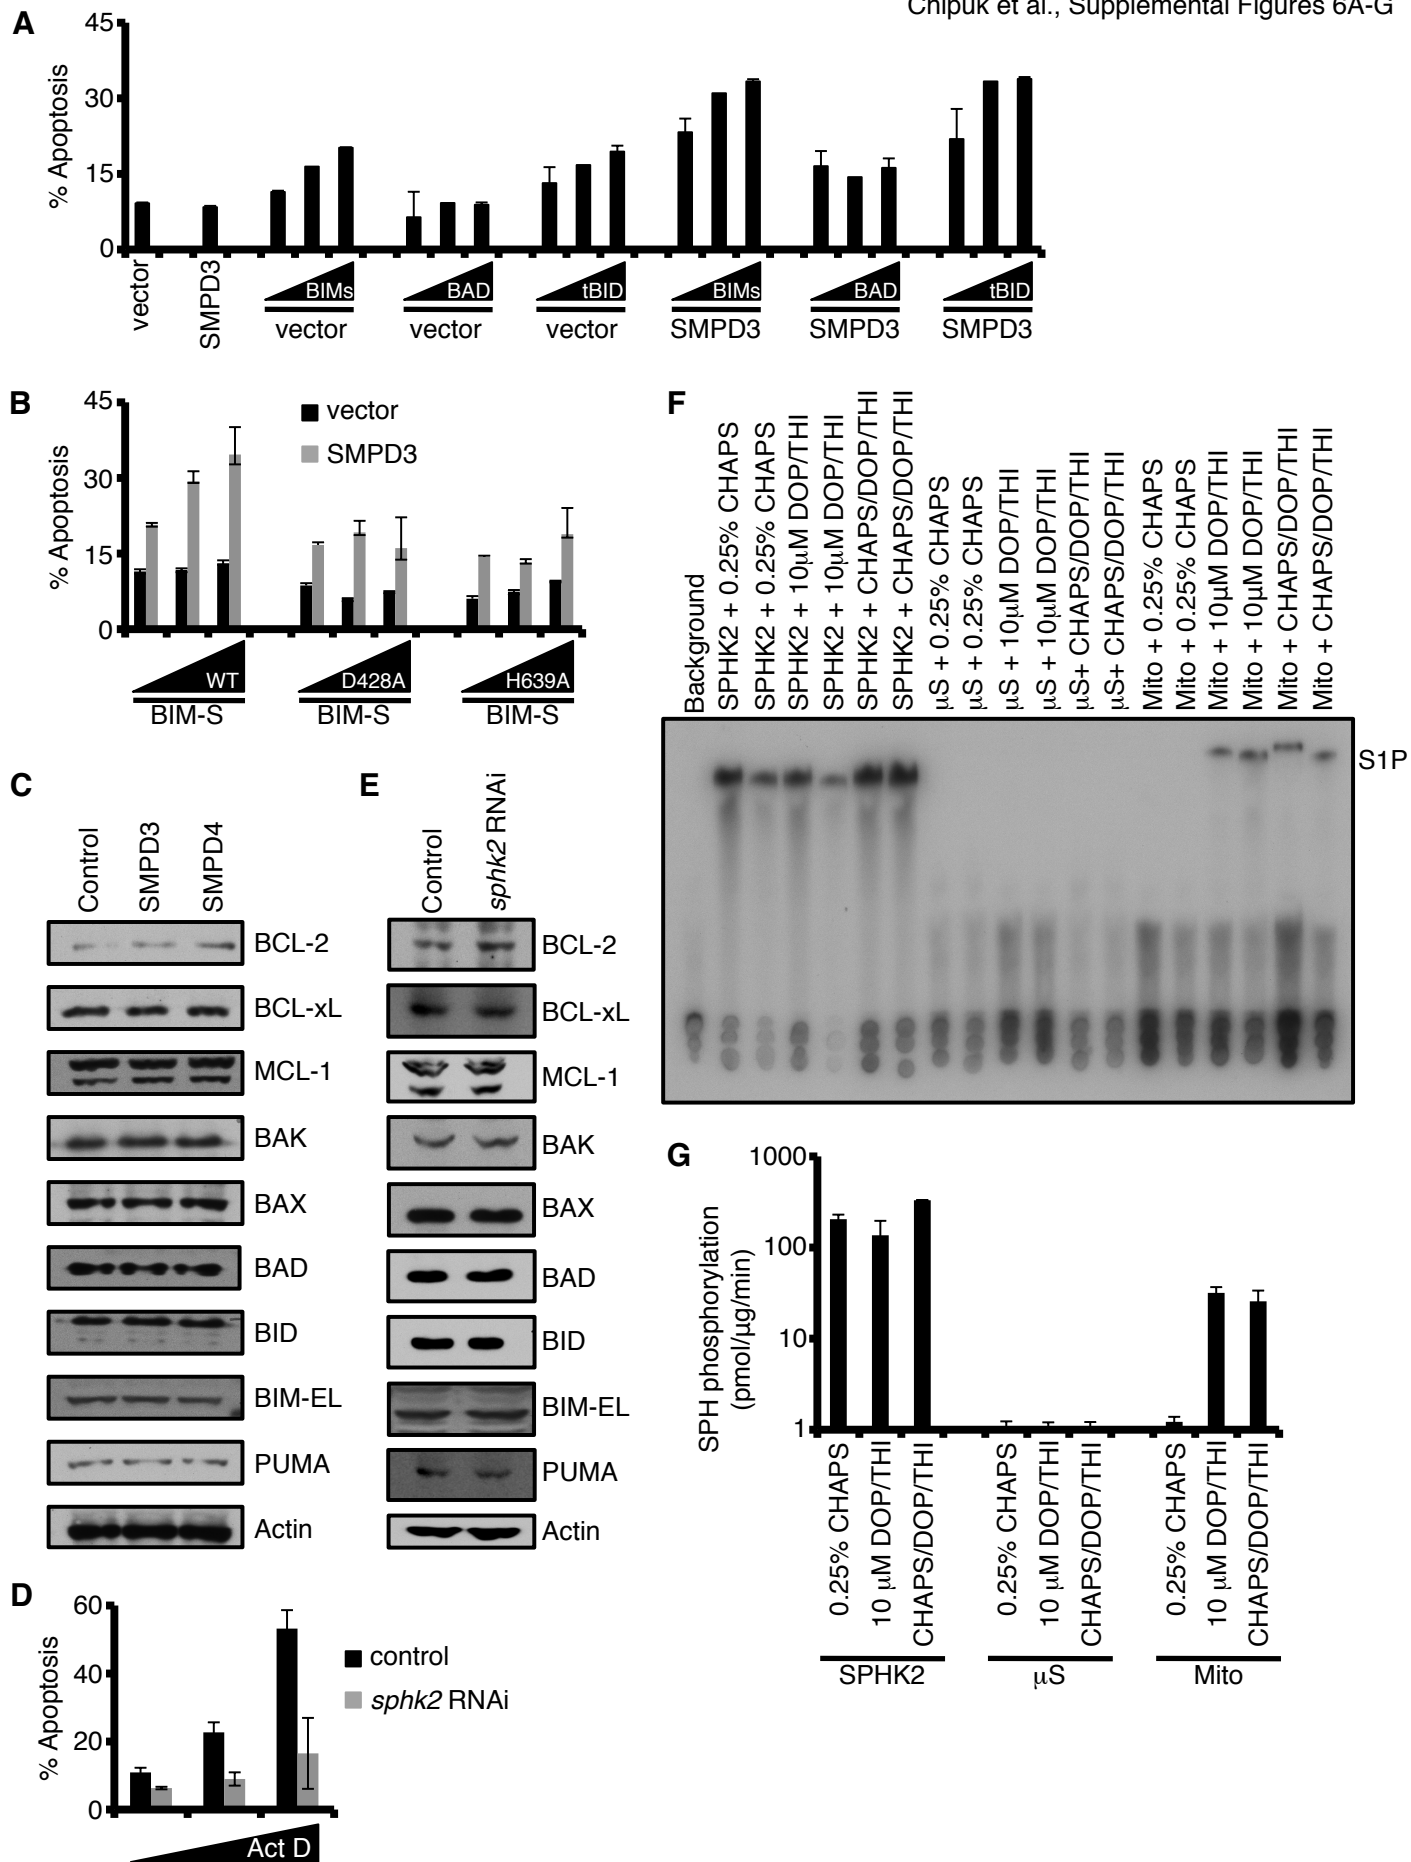 Chipuk et al., Supplemental Figures 6A-G
A
% Apoptosis
45
30
15
0
vector
SMPD3
BIMs
BAD
tBID
BIMs
BAD
tBID
vector
vector
vector
SMPD3
SMPD3
SMPD3
B
% Apoptosis
45
30
15
0
vector
SMPD3
WT
D428A
H639A
BIM-S
BIM-S
BIM-S
C
Control
SMPD3
SMPD4
BCL-2
BCL-xL
MCL-1
BAK
BAX
BAD
BID
BIM-EL
PUMA
Actin
E
Control
sphk2 RNAi
BCL-2
BCL-xL
MCL-1
BAK
BAX
BAD
BID
BIM-EL
PUMA
Actin
D
% Apoptosis
60
40
20
0
control
sphk2 RNAi
Act D
F
Background
SPHK2 + 0.25% CHAPS
SPHK2 + 0.25% CHAPS
SPHK2 + 10µM DOP/THI
SPHK2 + 10µM DOP/THI
SPHK2 + CHAPS/DOP/THI
SPHK2 + CHAPS/DOP/THI
µS + 0.25% CHAPS
µS + 0.25% CHAPS
µS + 10µM DOP/THI
µS + 10µM DOP/THI
µS+ CHAPS/DOP/THI
µS+ CHAPS/DOP/THI
Mito + 0.25% CHAPS
Mito + 0.25% CHAPS
Mito + 10µM DOP/THI
Mito + 10µM DOP/THI
Mito + CHAPS/DOP/THI
Mito + CHAPS/DOP/THI
S1P
G
SPH phosphorylation
(pmol/µg/min)
1000
100
10
1
0.25% CHAPS
10 µM DOP/THI
CHAPS/DOP/THI
0.25% CHAPS
10 µM DOP/THI
CHAPS/DOP/THI
0.25% CHAPS
10 µM DOP/THI
CHAPS/DOP/THI
SPHK2
µS
Mito